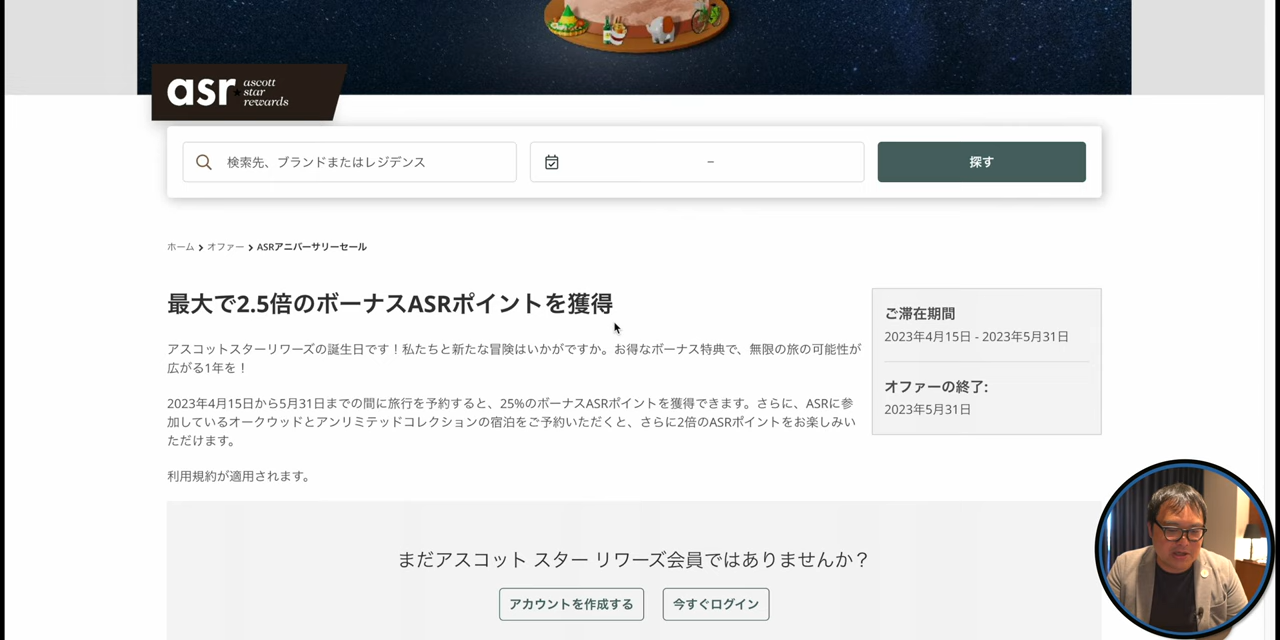 asr ascott
star
rewards
検索先、ブランドまたはレジデンス
–
探す
ホーム > オファー > ASRアニバーサリーセール
最大で2.5倍のボーナスASRポイントを獲得
アスコットスターリワーズの誕生日です！私たちと新たな冒険はいかがですか。お得なボーナス特典で、無限の旅の可能性が
広がる1年を！
2023年4月15日から5月31日までの間に旅行を予約すると、25%のボーナスASRポイントを獲得できます。さらに、ASRに参
加しているオークウッドとアンリミテッドコレクションの宿泊をご予約いただくと、さらに2倍のASRポイントをお楽しみい
ただけます。
利用規約が適用されます。
ご滞在期間
2023年4月15日 - 2023年5月31日
オファーの終了:
2023年5月31日
まだアスコット スター リワーズ会員ではありませんか？
アカウントを作成する
今すぐログイン